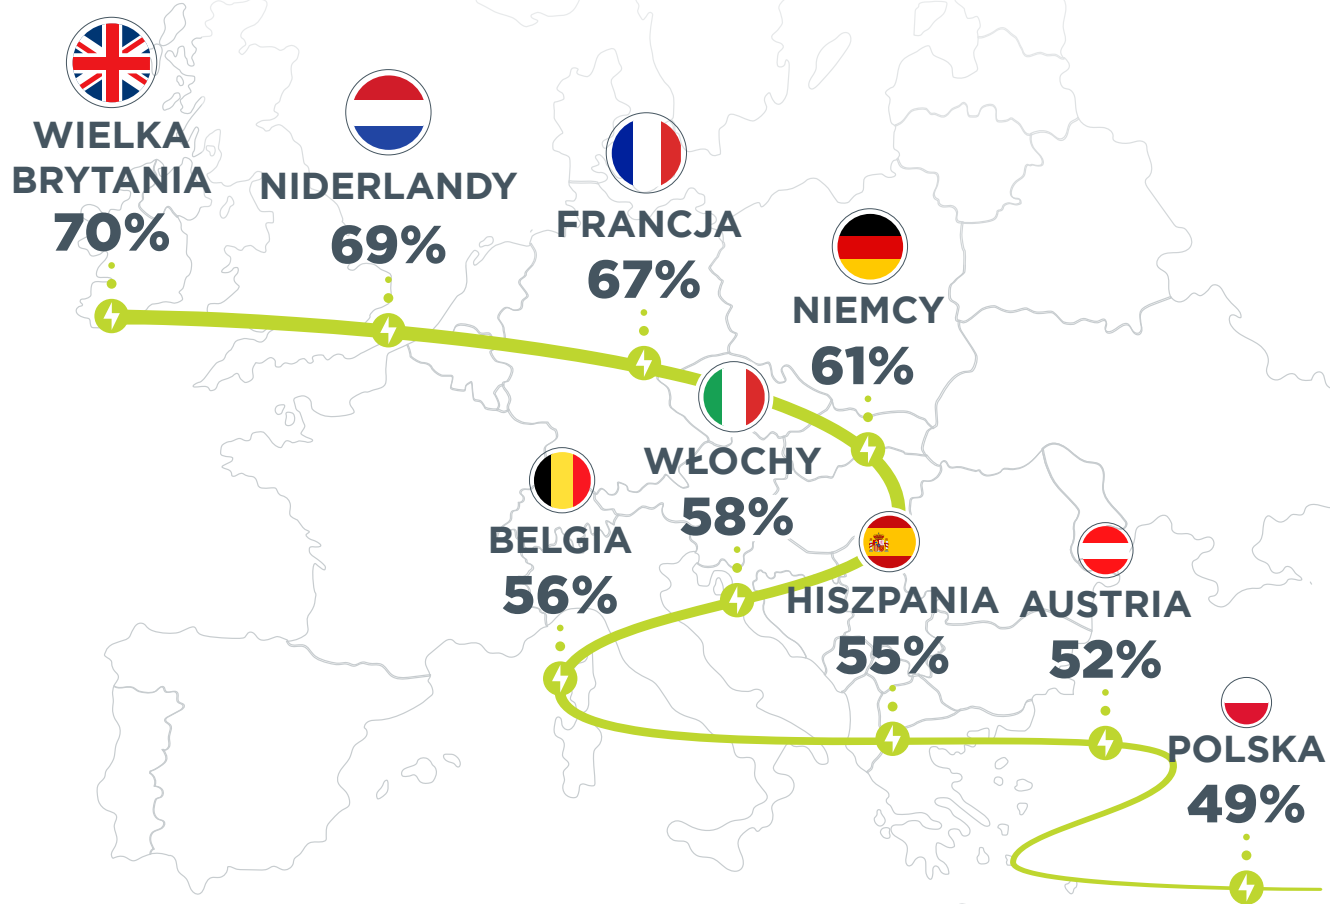 WIELKA
BRYTANIA
70%
NIDERLANDY
69%
FRANCJA
67%
NIEMCY
61%
WŁOCHY
58%
BELGIA
56%
HISZPANIA
55%
AUSTRIA
52%
POLSKA
49%